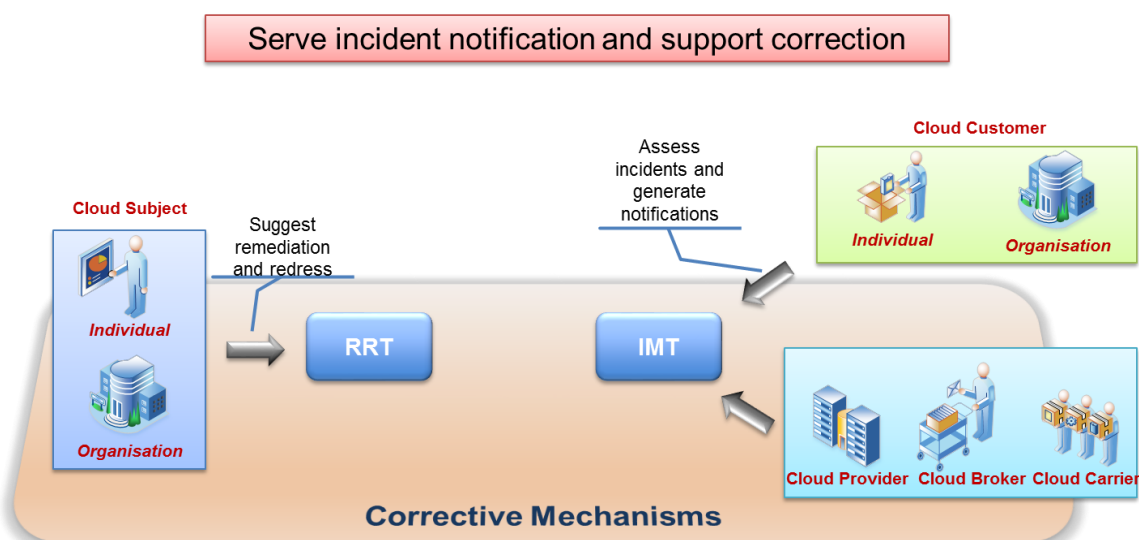 Serve incident notification and support correction
Cloud Customer
Assess
incidents and
generate
notifications
Individual
Organisation
Cloud Subject
Suggest
remediation
and redress
Individual
Organisation
RRT
IMT
Cloud Provider
Cloud Broker
Cloud Carrier
Corrective Mechanisms